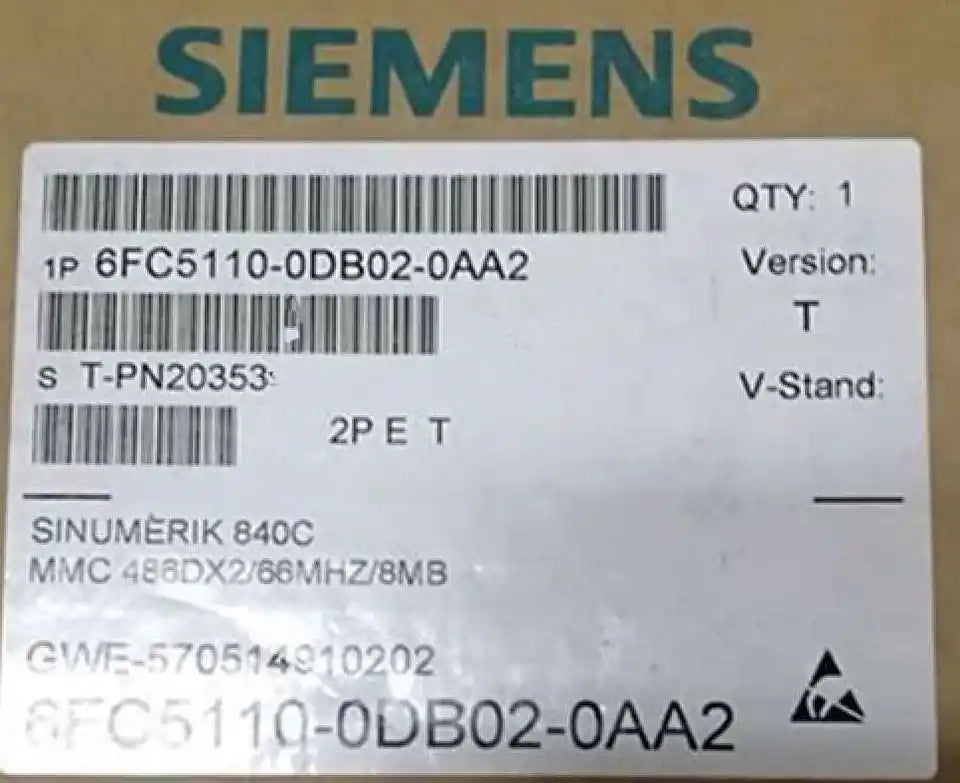 SIEMENS
QTY: 1
1P 6FC5110-0DB02-0AA2
Version:
T
S T-PN20353
V-Stand:
2P E T
SINUMERIK 840C
MMC 486DX2/66MHZ/8MB
GWE-570514910202
6FC5110-0DB02-0AA2